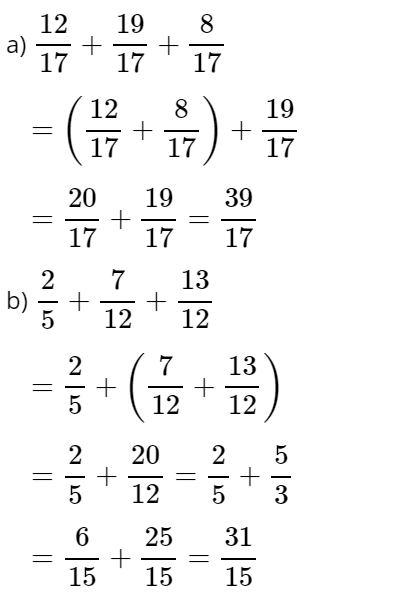 a) 12/17 + 19/17 + 8/17
= (12/17 + 8/17) + 19/17
= 20/17 + 19/17 = 39/17
b) 2/5 + 7/12 + 13/12
= 2/5 + (7/12 + 13/12)
= 2/5 + 20/12 = 2/5 + 5/3
= 6/15 + 25/15 = 31/15